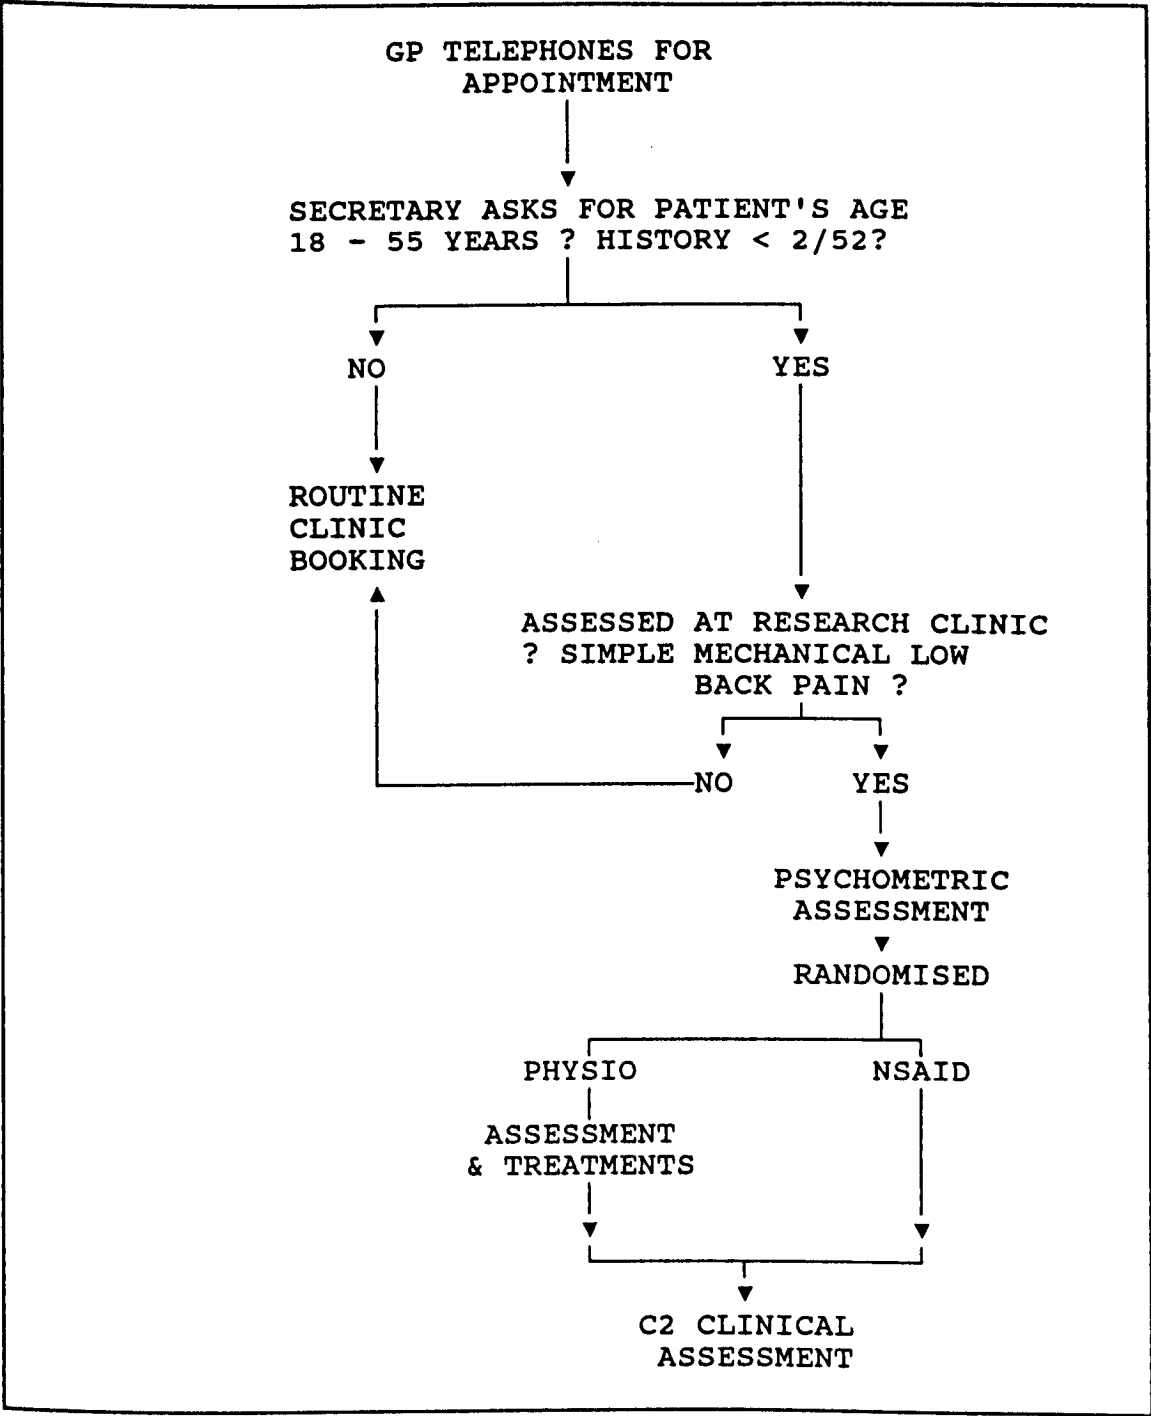 GP TELEPHONES FOR
APPOINTMENT
SECRETARY ASKS FOR PATIENT'S AGE
18 - 55 YEARS ? HISTORY < 2/52?
NO
YES
ROUTINE
CLINIC
BOOKING
ASSESSED AT RESEARCH CLINIC
? SIMPLE MECHANICAL LOW
BACK PAIN ?
NO
YES
PSYCHOMETRIC
ASSESSMENT
RANDOMISED
PHYSIO
NSAID
ASSESSMENT
& TREATMENTS
C2 CLINICAL
ASSESSMENT